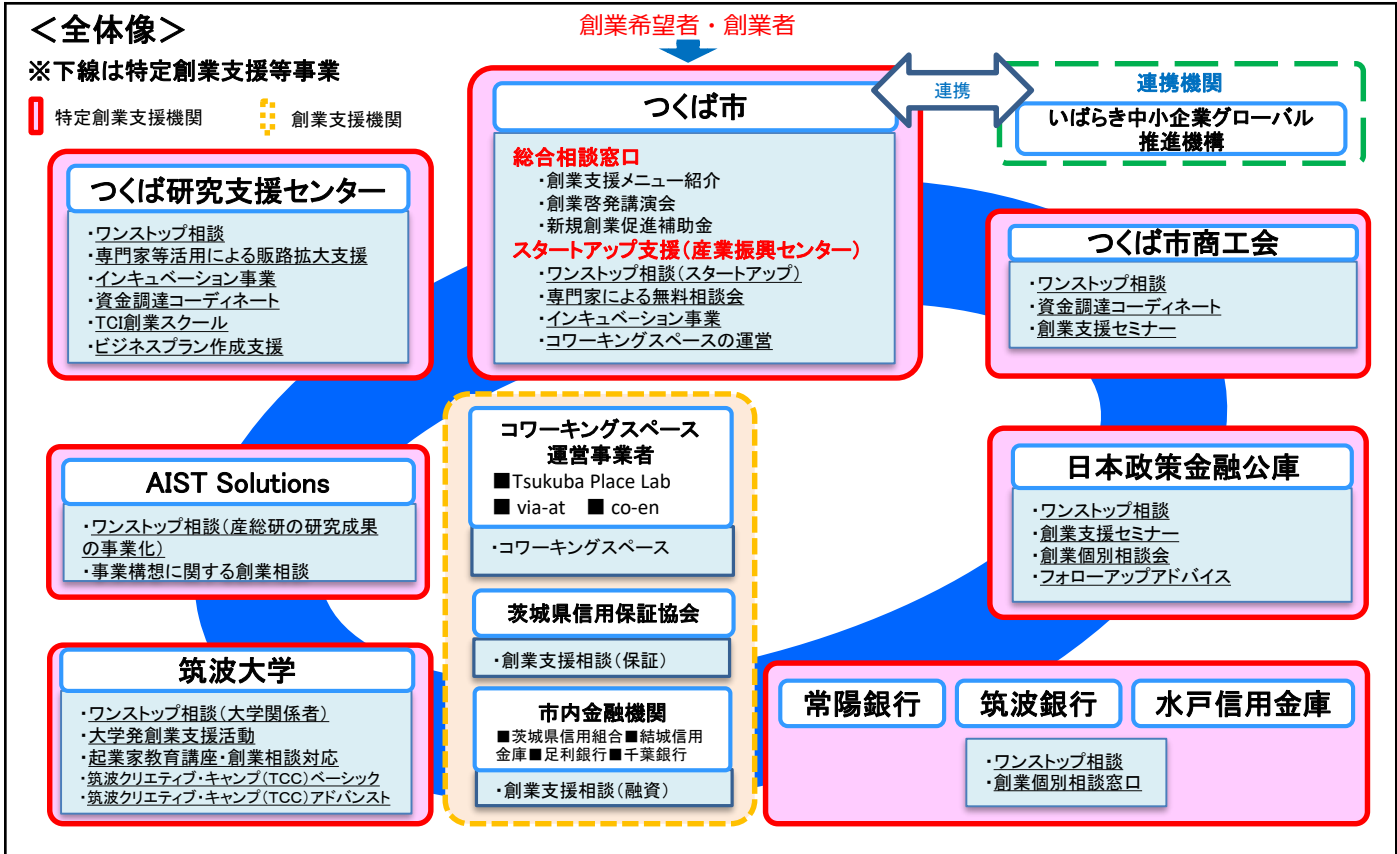 ＜全体像＞
※下線は特定創業支援等事業
特定創業支援機関
創業支援機関
創業希望者・創業者
つくば市
総合相談窓口
・創業支援メニュー紹介
・創業啓発講演会
・新規創業促進補助金
スタートアップ支援（産業振興センター）
・ワンストップ相談（スタートアップ）
・専門家による無料相談会
・インキュベーション事業
・コワーキングスペースの運営
連携
連携機関
いばらき中小企業グローバル
推進機構
つくば研究支援センター
・ワンストップ相談
・専門家等活用による販路拡大支援
・インキュベーション事業
・資金調達コーディネート
・TCI創業スクール
・ビジネスプラン作成支援
つくば市商工会
・ワンストップ相談
・資金調達コーディネート
・創業支援セミナー
AIST Solutions
・ワンストップ相談（産総研の研究成果
の事業化）
・事業構想に関する創業相談
コワーキングスペース
運営事業者
■Tsukuba Place Lab
■ via-at ■ co-en
・コワーキングスペース
茨城県信用保証協会
・創業支援相談（保証）
市内金融機関
■茨城県信用組合■結城信用
金庫■足利銀行■千葉銀行
・創業支援相談（融資）
日本政策金融公庫
・ワンストップ相談
・創業支援セミナー
・創業個別相談会
・フォローアップアドバイス
筑波大学
・ワンストップ相談（大学関係者）
・大学発創業支援活動
・起業家教育講座・創業相談対応
・筑波クリエイティブ・キャンプ（TCC）ベーシック
・筑波クリエイティブ・キャンプ（TCC）アドバンスト
常陽銀行
筑波銀行
水戸信用金庫
・ワンストップ相談
・創業個別相談窓口